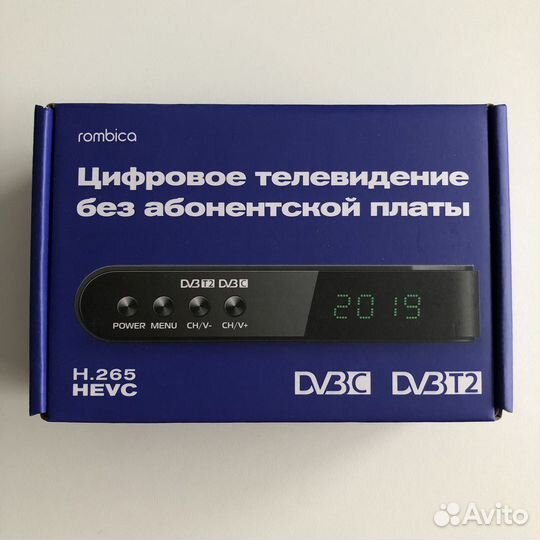 rombica
Цифровое телевидение
без абонентской платы
DVB T2 DVB C
2019
POWER MENU CH/V- CH/V+
H.265
HEVC
DVB C DVB T2
Avito